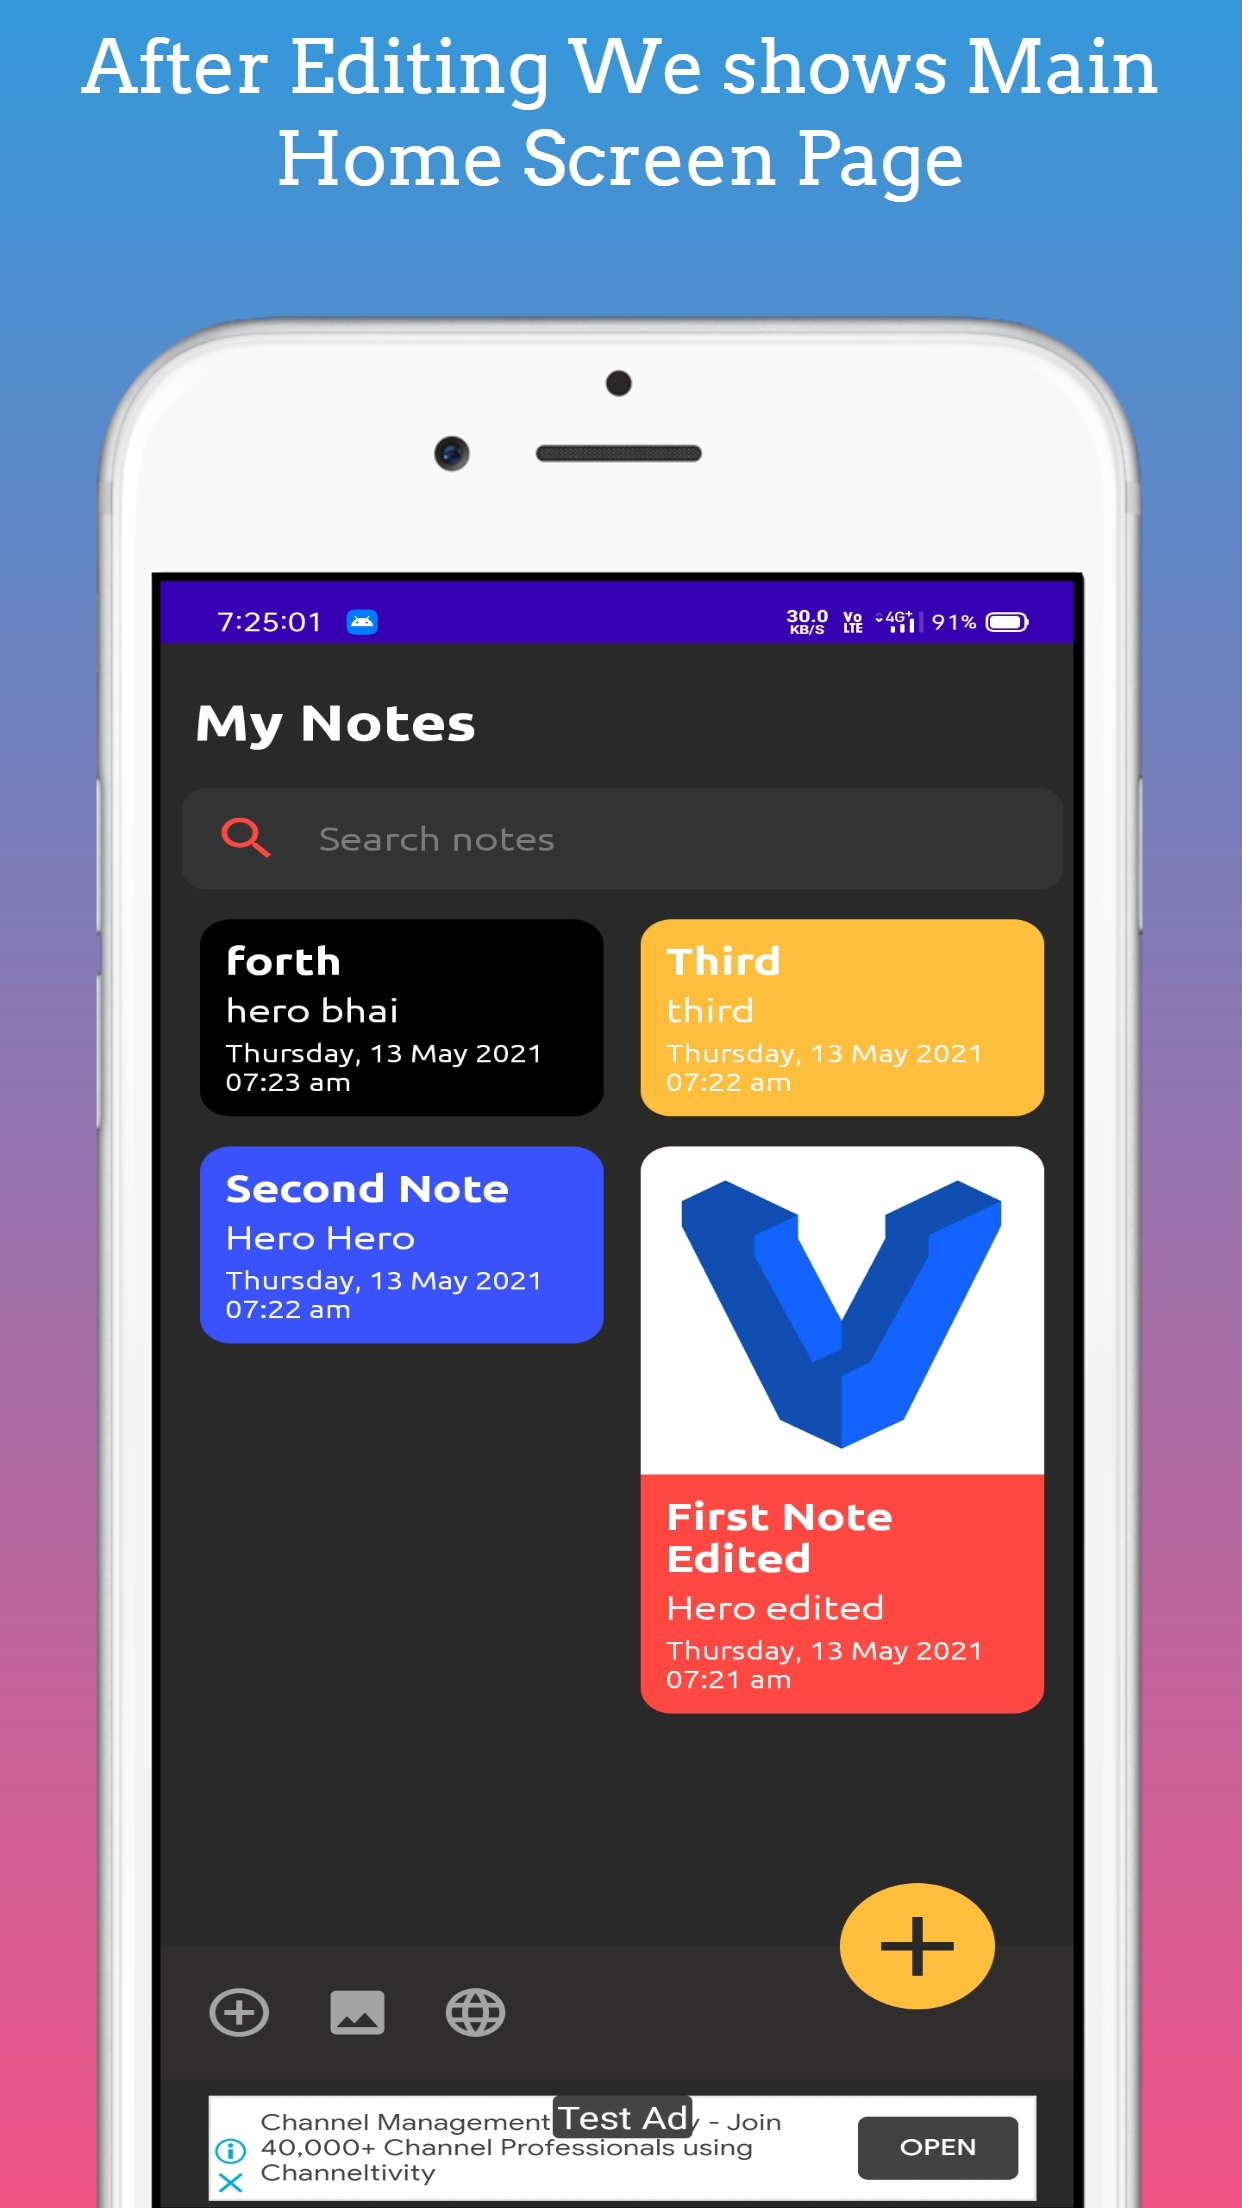 After Editing We shows Main
Home Screen Page
7:25:01
30.0
KB/S
Vo
LTE
4G+
91%
My Notes
Search notes
forth
hero bhai
Thursday, 13 May 2021
07:23 am
Third
third
Thursday, 13 May 2021
07:22 am
Second Note
Hero Hero
Thursday, 13 May 2021
07:22 am
First Note
Edited
Hero edited
Thursday, 13 May 2021
07:21 am
Channel Management - Join
Test Ad
40,000+ Channel Professionals using
Channeltivity
OPEN